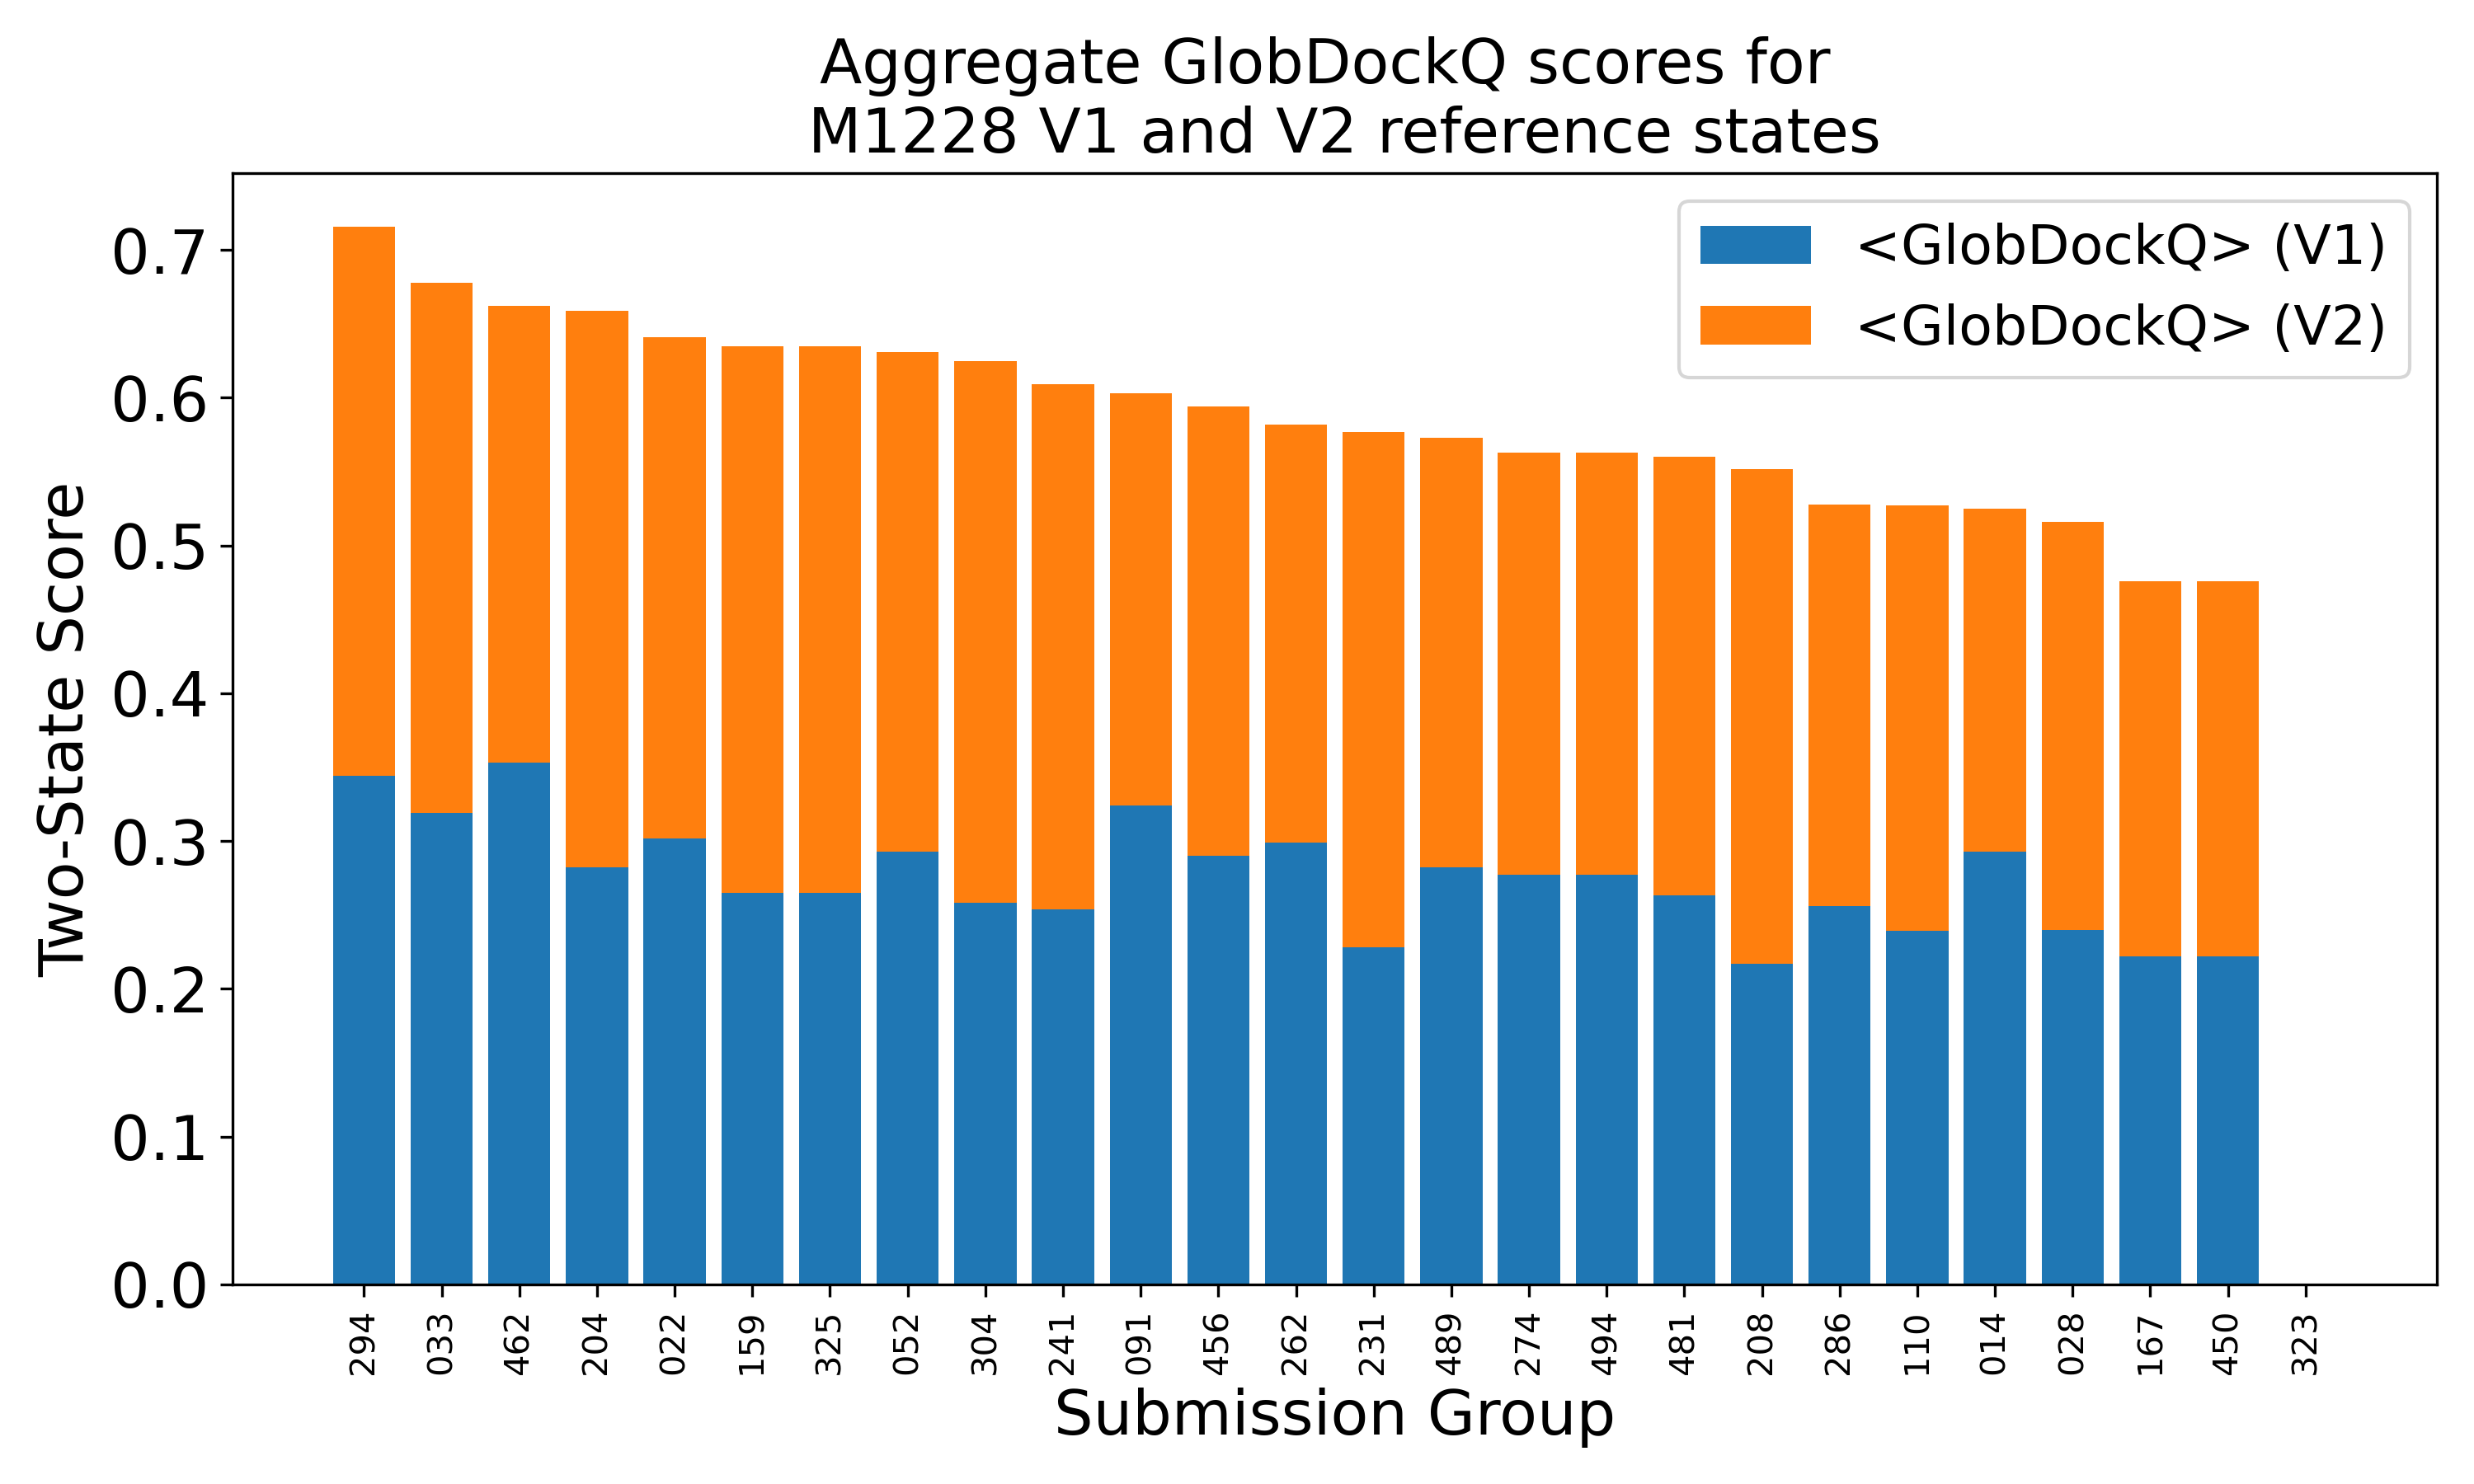 Aggregate GlobDockQ scores for
M1228 V1 and V2 reference states
<GlobDockQ> (V1)
<GlobDockQ> (V2)
Two-State Score
0.7
0.6
0.5
0.4
0.3
0.2
0.1
0.0
294 033 462 204 022 159 325 052 304 241 091 456 262 231 489 274 494 481 208 286 110 014 028 167 450 323
Submission Group